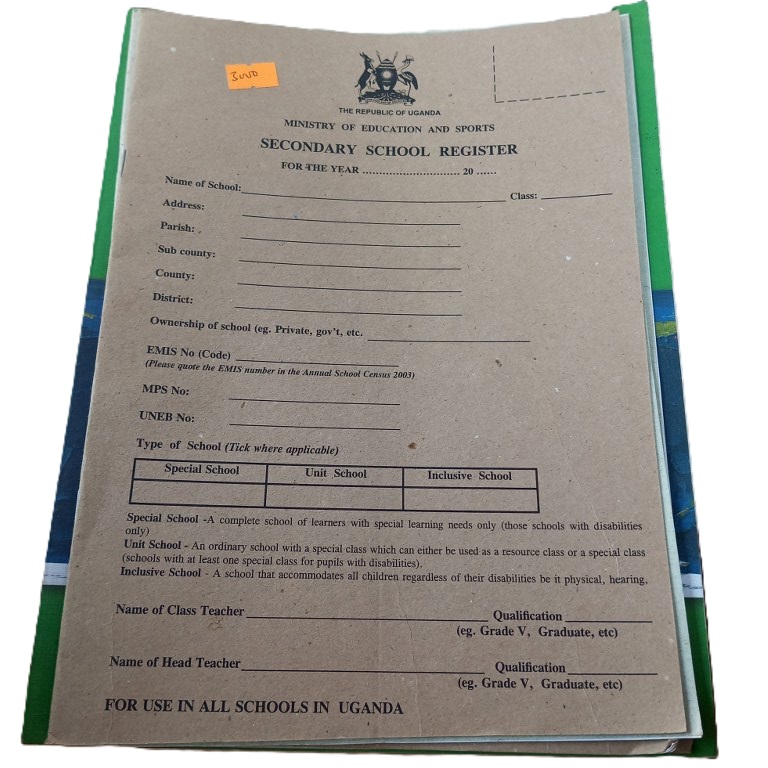 3000
THE REPUBLIC OF UGANDA
MINISTRY OF EDUCATION AND SPORTS
SECONDARY SCHOOL REGISTER
FOR THE YEAR ............................. 20 ......
Name of School: Class:
Address:
Parish:
Sub county:
County:
District:
Ownership of school (eg. Private, gov't, etc.
EMIS No (Code)
(Please quote the EMIS number in the Annual School Census 2003)
MPS No:
UNEB No:
Type of School (Tick where applicable)
Special School Unit School Inclusive School
Special School -A complete school of learners with special learning needs only (those schools with disabilities
only)
Unit School - An ordinary school with a special class which can either be used as a resource class or a special class
(schools with at least one special class for pupils with disabilities).
Inclusive School - A school that accommodates all children regardless of their disabilities be it physical, hearing,
Name of Class Teacher Qualification
(eg. Grade V, Graduate, etc)
Name of Head Teacher Qualification
(eg. Grade V, Graduate, etc)
FOR USE IN ALL SCHOOLS IN UGANDA